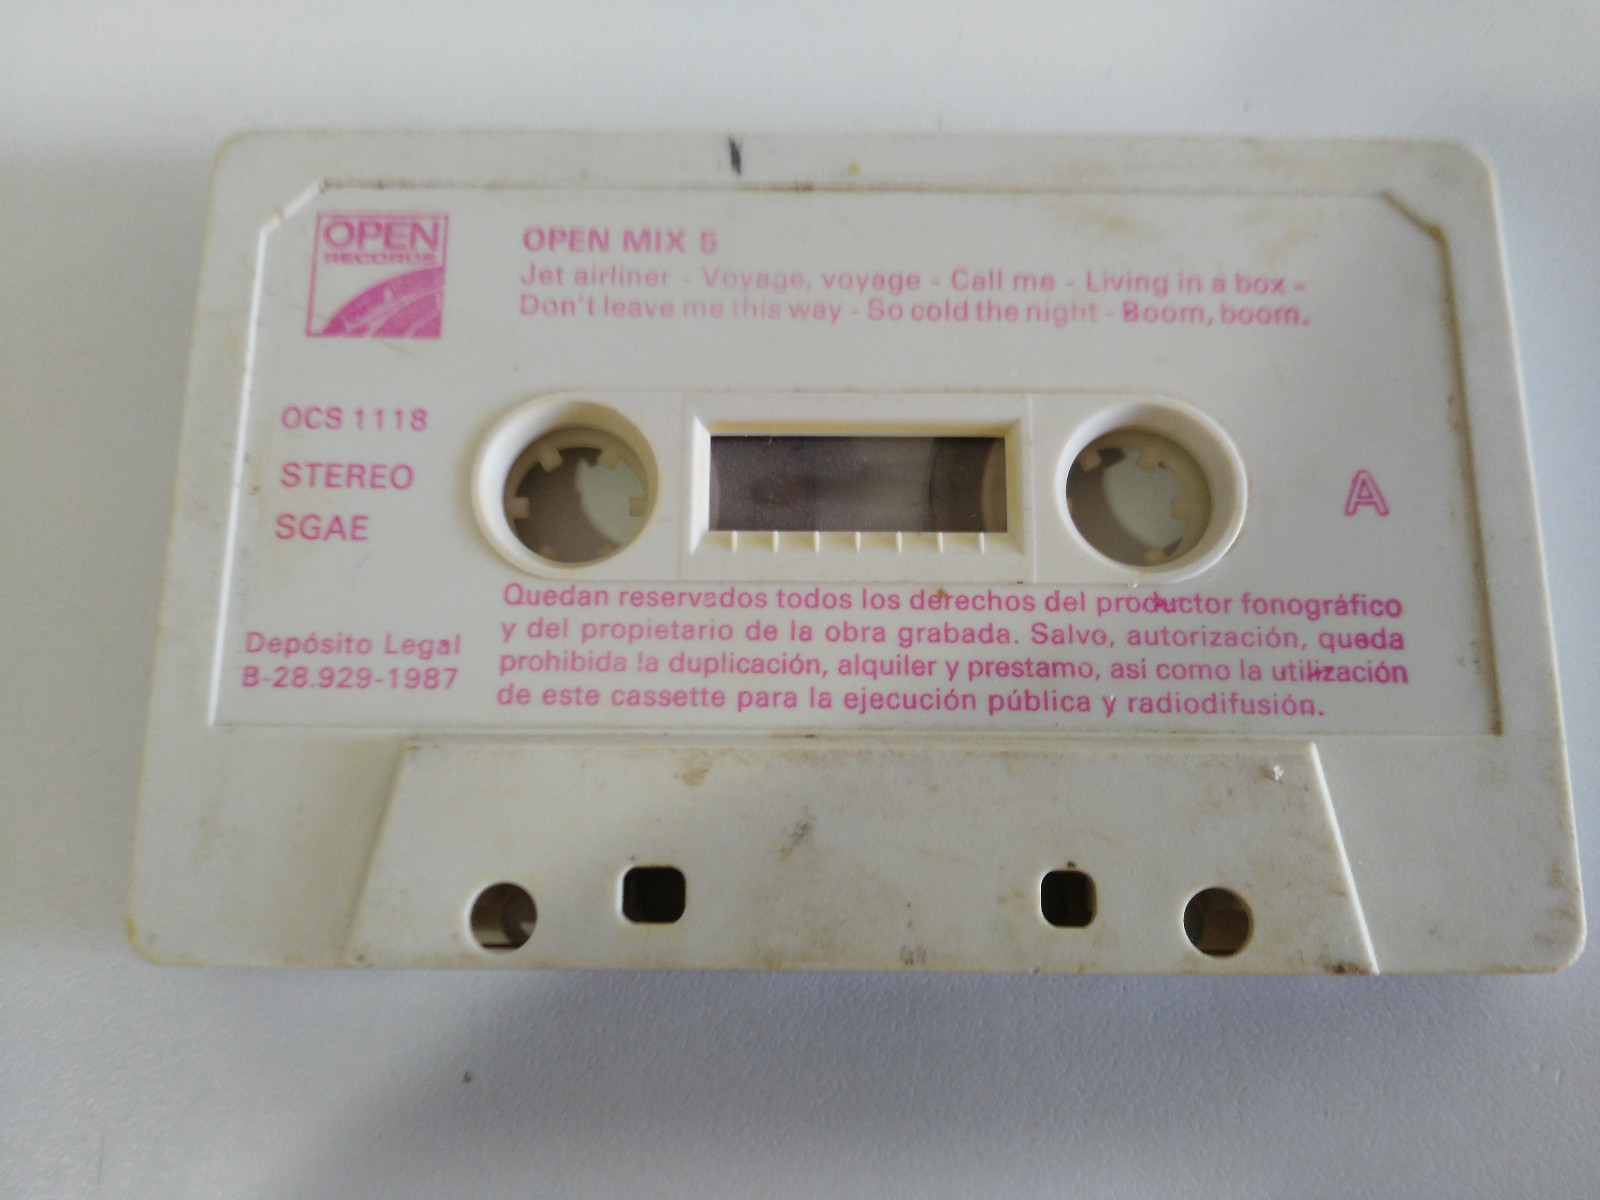 OPEN
RECORDS
OPEN MIX 5
Jet airliner - Voyage, voyage - Call me - Living in a box -
Don't leave me this way - So cold the night - Boom, boom.
OCS 1118
STEREO
SGAE
A
Depósito Legal
B-28.929-1987
Quedan reservados todos los derechos del productor fonográfico
y del propietario de la obra grabada. Salvo, autorización, queda
prohibida la duplicación, alquiler y prestamo, así como la utilización
de este cassette para la ejecución pública y radiodifusión.